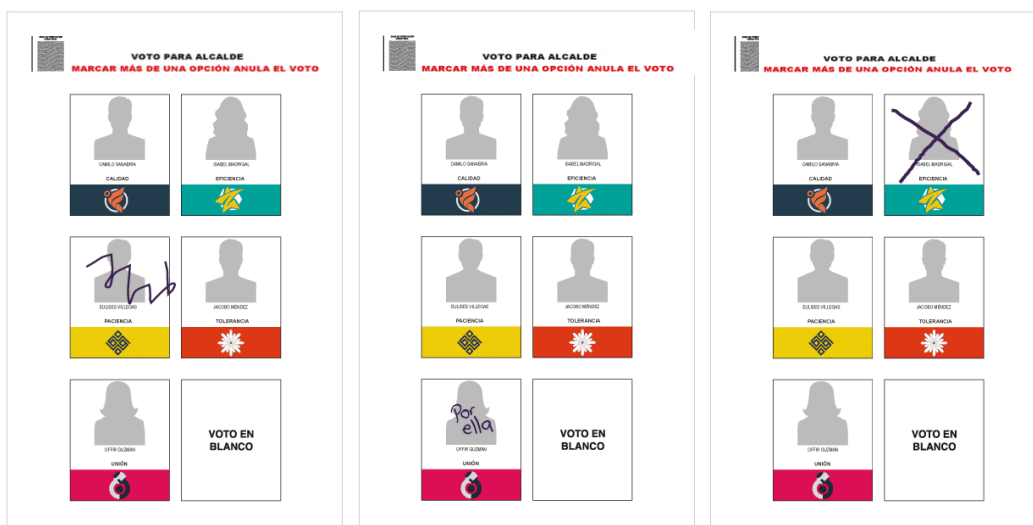 VOTO PARA ALCALDE
MARCAR MÁS DE UNA OPCIÓN ANULA EL VOTO
CAMILO SANABRIA
ISABEL MADRIGAL
CALIDAD
EFICIENCIA
EULISES VILLEGAS
JACOBO MÉNDEZ
PACIENCIA
TOLERANCIA
OFFIR GUZMÁN
UNIÓN
VOTO EN
BLANCO
VOTO PARA ALCALDE
MARCAR MÁS DE UNA OPCIÓN ANULA EL VOTO
CAMILO SANABRIA
ISABEL MADRIGAL
CALIDAD
EFICIENCIA
EULISES VILLEGAS
JACOBO MÉNDEZ
PACIENCIA
TOLERANCIA
Por
ella
OFFIR GUZMÁN
UNIÓN
VOTO EN
BLANCO
VOTO PARA ALCALDE
MARCAR MÁS DE UNA OPCIÓN ANULA EL VOTO
CAMILO SANABRIA
ISABEL MADRIGAL
CALIDAD
EFICIENCIA
EULISES VILLEGAS
JACOBO MÉNDEZ
PACIENCIA
TOLERANCIA
OFFIR GUZMÁN
UNIÓN
VOTO EN
BLANCO